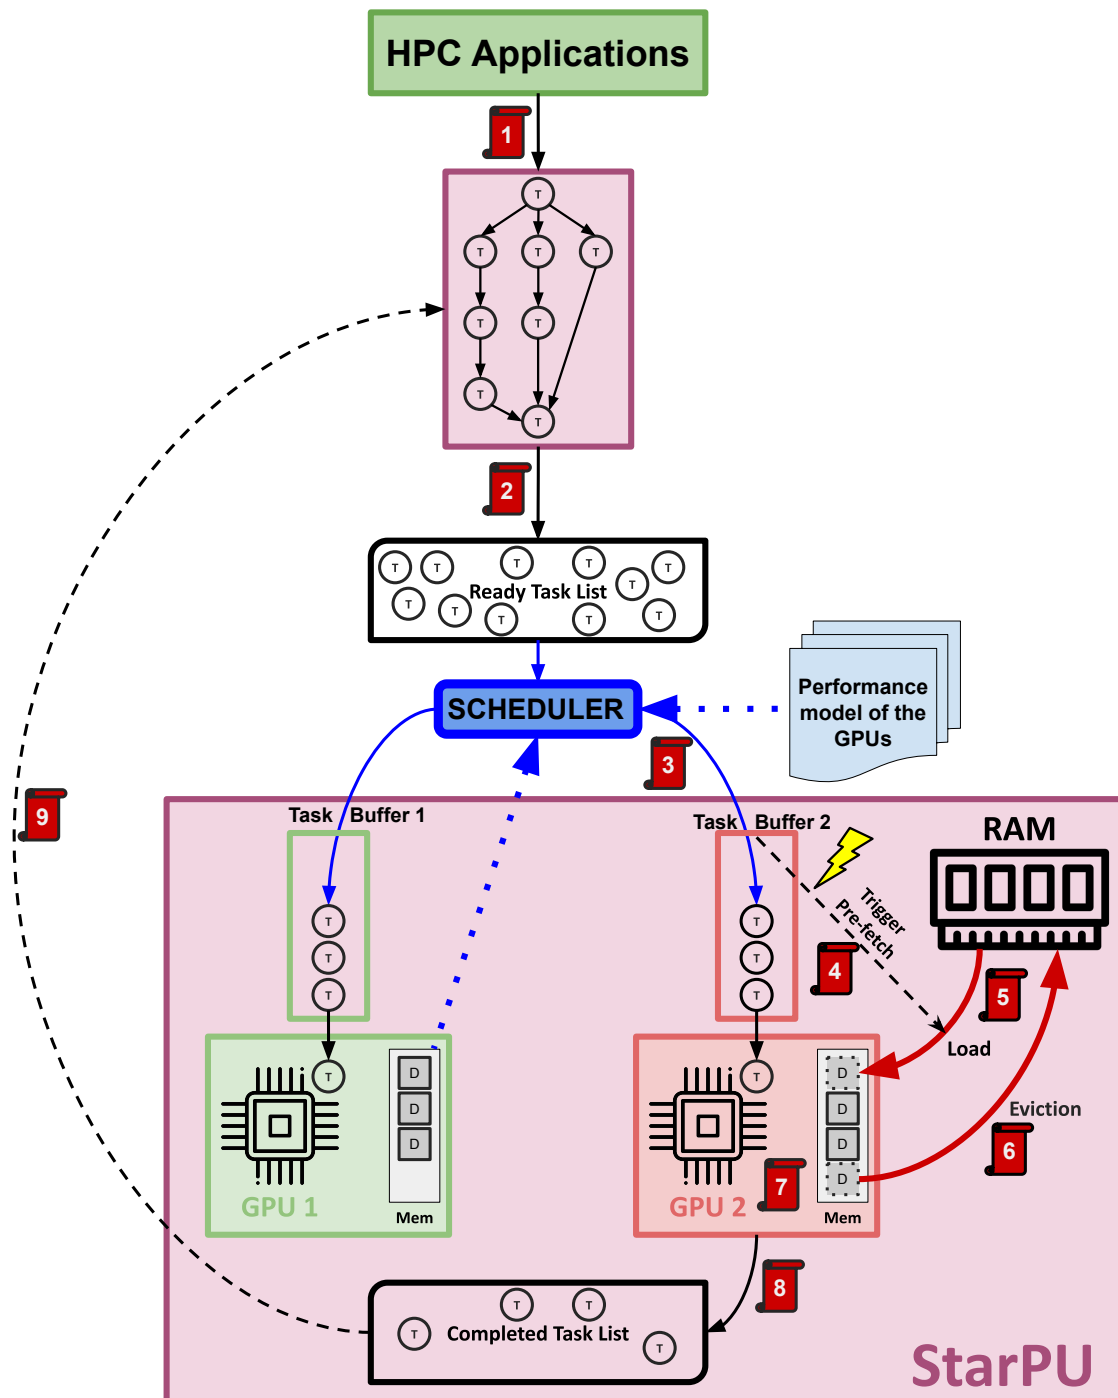 HPC Applications
1
T
T T T
T T
T
T
2
T T T T T
T
Ready Task List
T T T T T
T
SCHEDULER
Performance
model of the
GPUs
3
9
Task Buffer 1
Task Buffer 2
RAM
Trigger
Pre-fetch
T
T
T
T
T
T
4
5
Load
T
D
D
D
T
D
D
D
D
Eviction
6
7
GPU 1
Mem
GPU 2
Mem
8
T T
T
Completed Task List
T
StarPU